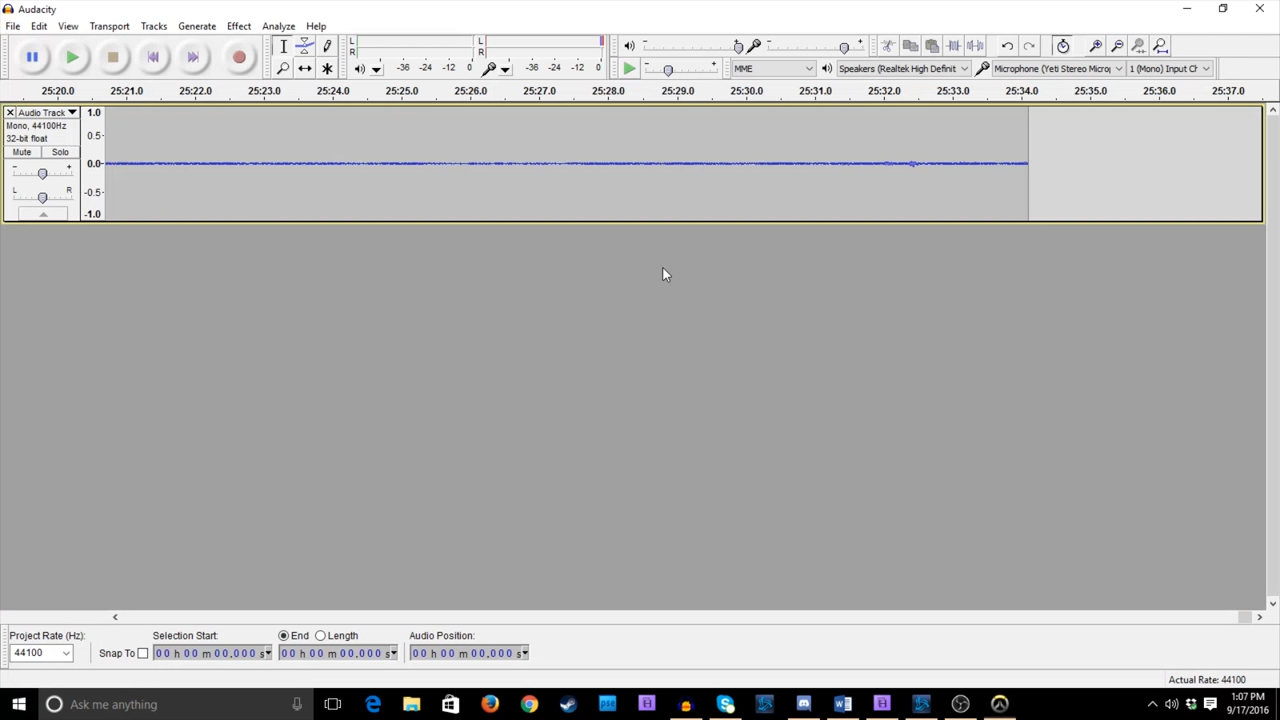 Audacity
File Edit View Transport Tracks Generate Effect Analyze Help
L R L R
-36 -24 -12 0 -36 -24 -12 0
MME Speakers (Realtek High Definit Microphone (Yeti Stereo Microp 1 (Mono) Input Ch
25:20.0 25:21.0 25:22.0 25:23.0 25:24.0 25:25.0 25:26.0 25:27.0 25:28.0 25:29.0 25:30.0 25:31.0 25:32.0 25:33.0 25:34.0 25:35.0 25:36.0 25:37.0
Audio Track 1.0
Mono, 44100Hz
32-bit float 0.5
Mute Solo
- + 0.0
L R -0.5
-1.0
Project Rate (Hz): Selection Start: End Length Audio Position:
44100 Snap To 00 h 00 m 00.000 s 00 h 00 m 00.000 s 00 h 00 m 00.000 s
Actual Rate: 44100
Ask me anything
1:07 PM
9/17/2016